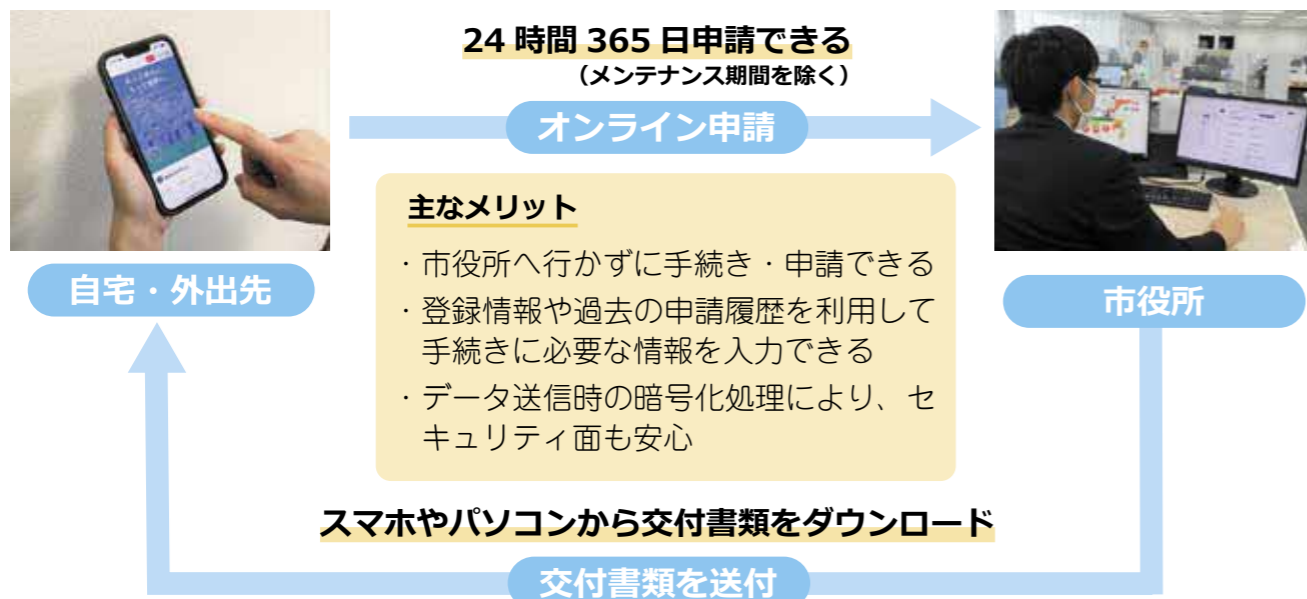 24 時間 365 日申請できる
（メンテナンス期間を除く）
オンライン申請
主なメリット
・市役所へ行かずに手続き・申請できる
・登録情報や過去の申請履歴を利用して
手続きに必要な情報を入力できる
・データ送信時の暗号化処理により、セ
キュリティ面も安心
自宅・外出先
市役所
スマホやパソコンから交付書類をダウンロード
交付書類を送付